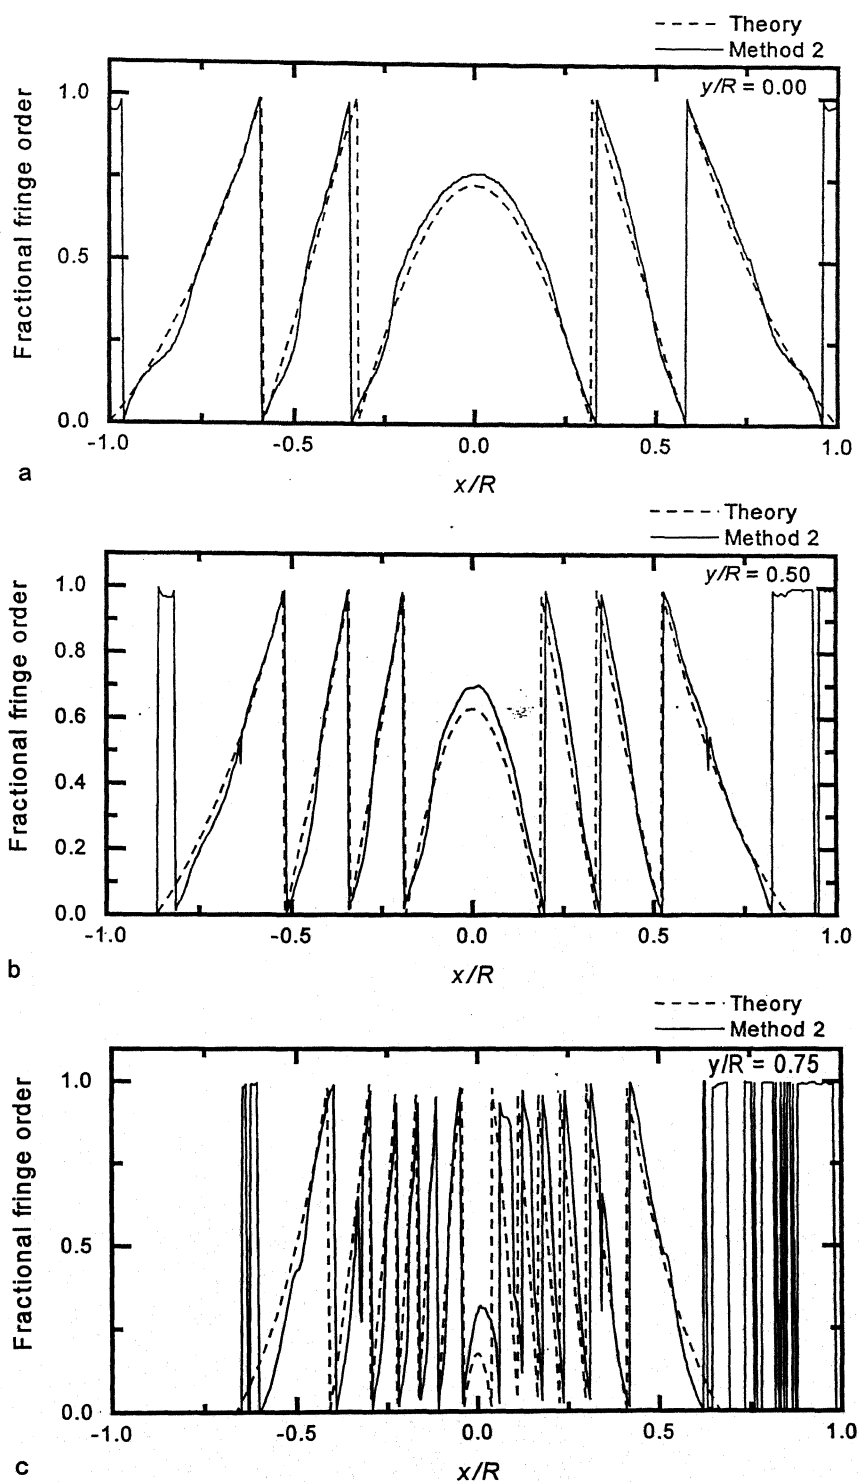 Theory
Method 2
y/R = 0.00
Fractional fringe order
1.0
0.5
0.0
-1.0 -0.5 0.0 0.5 1.0
x/R
a
Theory
Method 2
y/R = 0.50
Fractional fringe order
1.0
0.8
0.6
0.4
0.2
0.0
-1.0 -0.5 0.0 0.5 1.0
x/R
b
Theory
Method 2
y/R = 0.75
Fractional fringe order
1.0
0.5
0.0
-1.0 -0.5 0.0 0.5 1.0
x/R
c